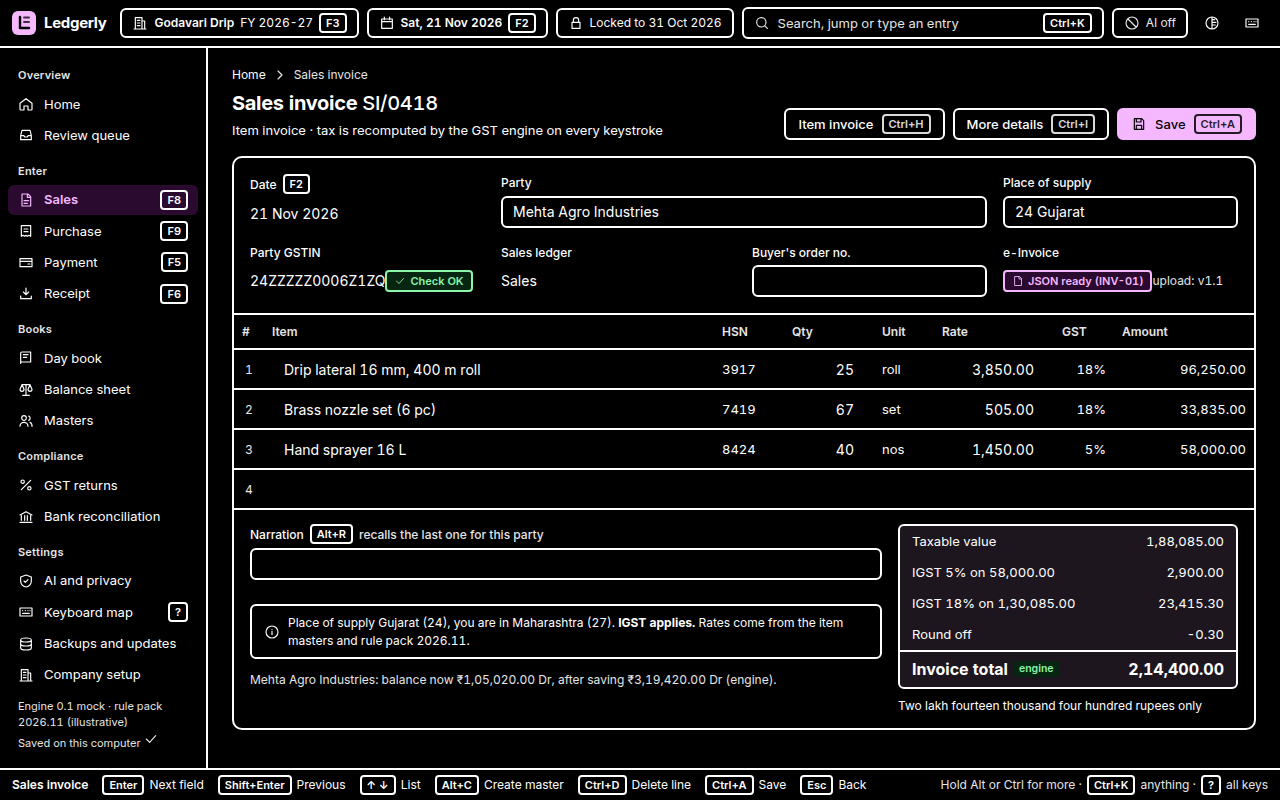 Ledgerly
Godavari Drip FY 2026-27 F3
Sat, 21 Nov 2026 F2
Locked to 31 Oct 2026
Search, jump or type an entry Ctrl+K
AI off
Overview
Home
Review queue
Enter
Sales F8
Purchase F9
Payment F5
Receipt F6
Books
Day book
Balance sheet
Masters
Compliance
GST returns
Bank reconciliation
Settings
AI and privacy
Keyboard map ?
Backups and updates
Company setup
Engine 0.1 mock · rule pack
2026.11 (illustrative)
Saved on this computer
Home Sales invoice
Sales invoice SI/0418
Item invoice · tax is recomputed by the GST engine on every keystroke
Item invoice Ctrl+H
More details Ctrl+I
Save Ctrl+A
Date F2 Party Place of supply
21 Nov 2026 Mehta Agro Industries 24 Gujarat
Party GSTIN Sales ledger Buyer's order no. e-Invoice
24ZZZZZ0006Z1ZQ Check OK Sales JSON ready (INV-01) upload: v1.1
# Item HSN Qty Unit Rate GST Amount
1 Drip lateral 16 mm, 400 m roll 3917 25 roll 3,850.00 18% 96,250.00
2 Brass nozzle set (6 pc) 7419 67 set 505.00 18% 33,835.00
3 Hand sprayer 16 L 8424 40 nos 1,450.00 5% 58,000.00
4
Narration Alt+R recalls the last one for this party
Place of supply Gujarat (24), you are in Maharashtra (27). IGST applies. Rates come from the item
masters and rule pack 2026.11.
Mehta Agro Industries: balance now ₹1,05,020.00 Dr, after saving ₹3,19,420.00 Dr (engine).
Taxable value 1,88,085.00
IGST 5% on 58,000.00 2,900.00
IGST 18% on 1,30,085.00 23,415.30
Round off -0.30
Invoice total engine 2,14,400.00
Two lakh fourteen thousand four hundred rupees only
Sales invoice Enter Next field Shift+Enter Previous ↑↓ List Alt+C Create master Ctrl+D Delete line Ctrl+A Save Esc Back Hold Alt or Ctrl for more · Ctrl+K anything · ? all keys